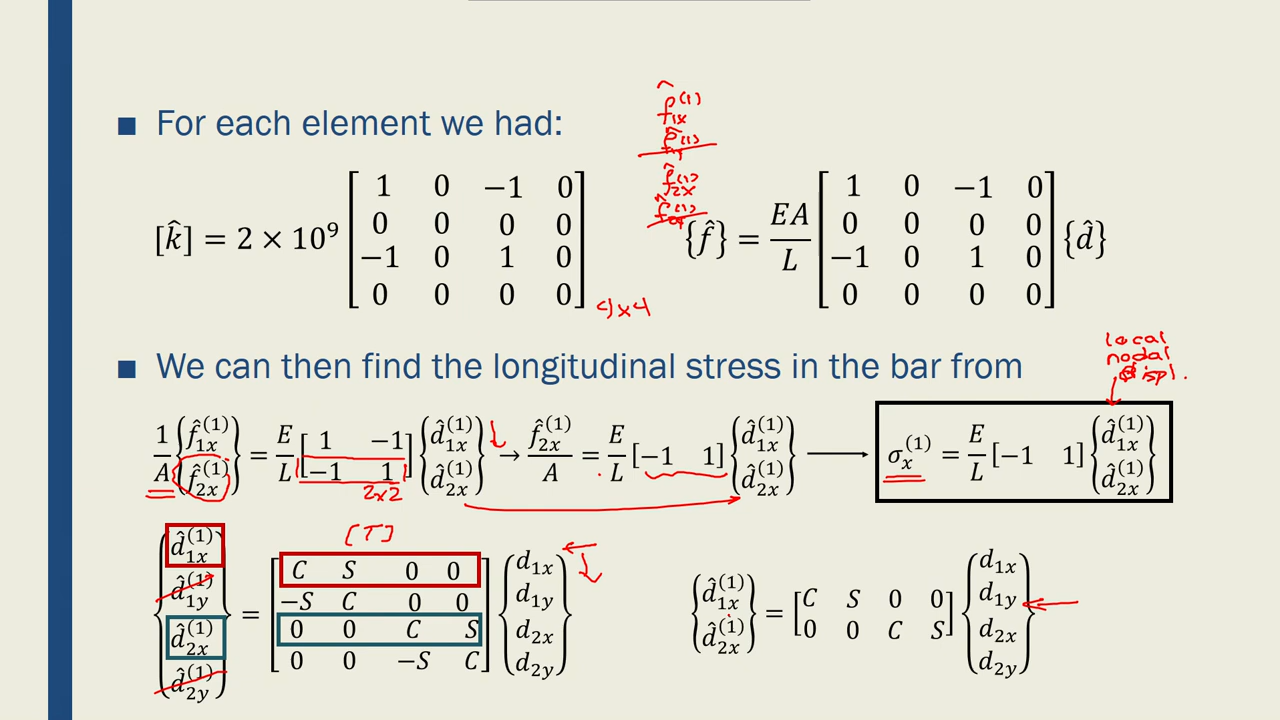 ■ For each element we had:
f̂₁ₓ⁽¹⁾
f̂₂ₓ⁽¹⁾
[k̂] = 2 × 10⁹ [1 0 −1 0; 0 0 0 0; −1 0 1 0; 0 0 0 0]
4x4
{f̂} = EA/L [1 0 −1 0; 0 0 0 0; −1 0 1 0; 0 0 0 0] {d̂}
■ We can then find the longitudinal stress in the bar from
local
nodal
displ.
1/A {f̂₁ₓ⁽¹⁾; f̂₂ₓ⁽¹⁾} = E/L [1 −1; −1 1] {d̂₁ₓ⁽¹⁾; d̂₂ₓ⁽¹⁾} → f̂₂ₓ⁽¹⁾/A = E/L [−1 1] {d̂₁ₓ⁽¹⁾; d̂₂ₓ⁽¹⁾} → σₓ⁽¹⁾ = E/L [−1 1] {d̂₁ₓ⁽¹⁾; d̂₂ₓ⁽¹⁾}
2x2
[T]
{d̂₁ₓ⁽¹⁾; d̂₁y⁽¹⁾; d̂₂ₓ⁽¹⁾; d̂₂y⁽¹⁾} = [C S 0 0; −S C 0 0; 0 0 C S; 0 0 −S C] {d₁ₓ; d₁y; d₂ₓ; d₂y}
{d̂₁ₓ⁽¹⁾; d̂₂ₓ⁽¹⁾} = [C S 0 0; 0 0 C S] {d₁ₓ; d₁y; d₂ₓ; d₂y}